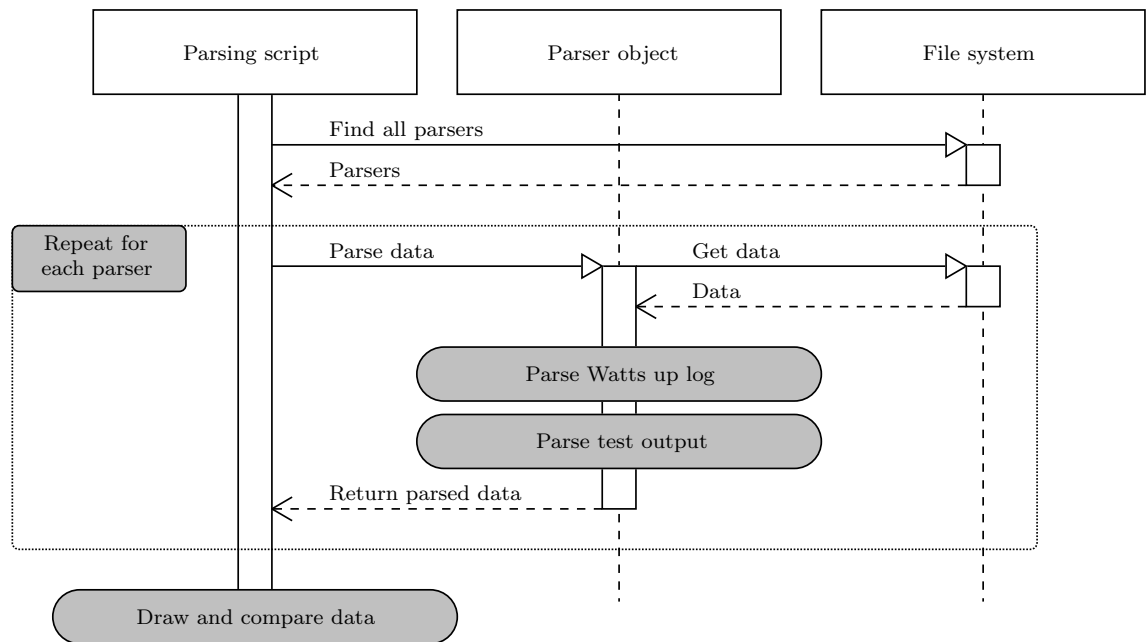 Parsing script
Parser object
File system
Find all parsers
Parsers
Repeat for
each parser
Parse data
Get data
Data
Parse Watts up log
Parse test output
Return parsed data
Draw and compare data